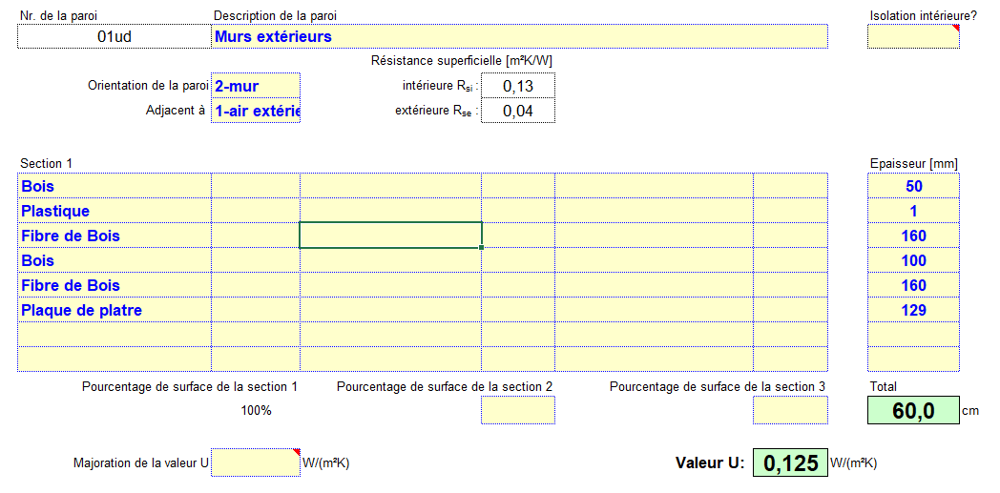 Nr. de la paroi Description de la paroi Isolation intérieure?
01ud Murs extérieurs
Résistance superficielle [m²K/W]
Orientation de la paroi 2-mur intérieure Rsi : 0,13
Adjacent à 1-air extérie extérieure Rse : 0,04
Section 1 Epaisseur [mm]
Bois 50
Plastique 1
Fibre de Bois 160
Bois 100
Fibre de Bois 160
Plaque de platre 129
Pourcentage de surface de la section 1 Pourcentage de surface de la section 2 Pourcentage de surface de la section 3 Total
100% 60,0 cm
Majoration de la valeur U W/(m²K) Valeur U: 0,125 W/(m²K)